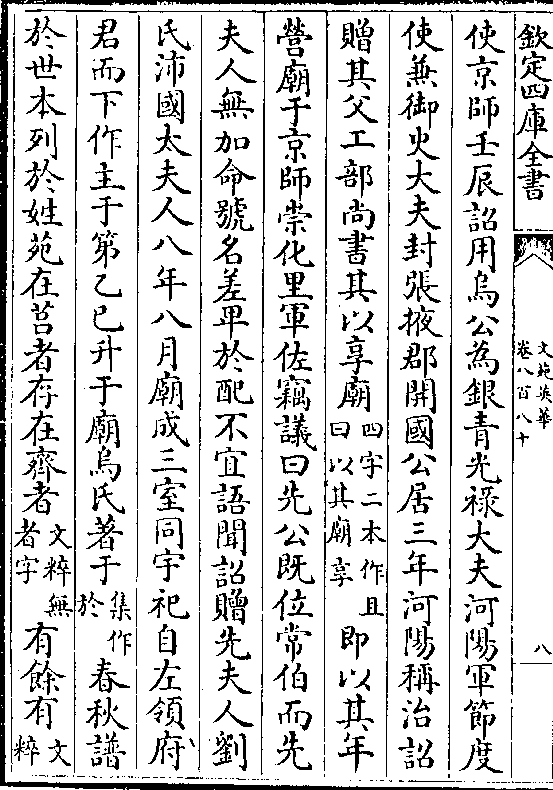 欽定四庫全書
文苑英華
卷八百八十
八
使京師壬辰詔用烏公為銀青光祿大夫河陽軍節度
使兼御史大夫封張掖郡開國公居三年河陽稱治詔
贈其父工部尚書其以享廟四字二本作且曰以其廟享即以其年
營廟于京師崇化里軍佐竊議曰先公既位常伯而先
夫人無加命號名差卑於配不宜語聞詔贈先夫人劉
氏沛國太夫人八年八月廟成三室同宇祀自左領府
君而下作主于第乙巳升于廟烏氏著于集作於春秋譜
於世本列於姓苑在莒者存在齊者文粹無者字有餘有文粹